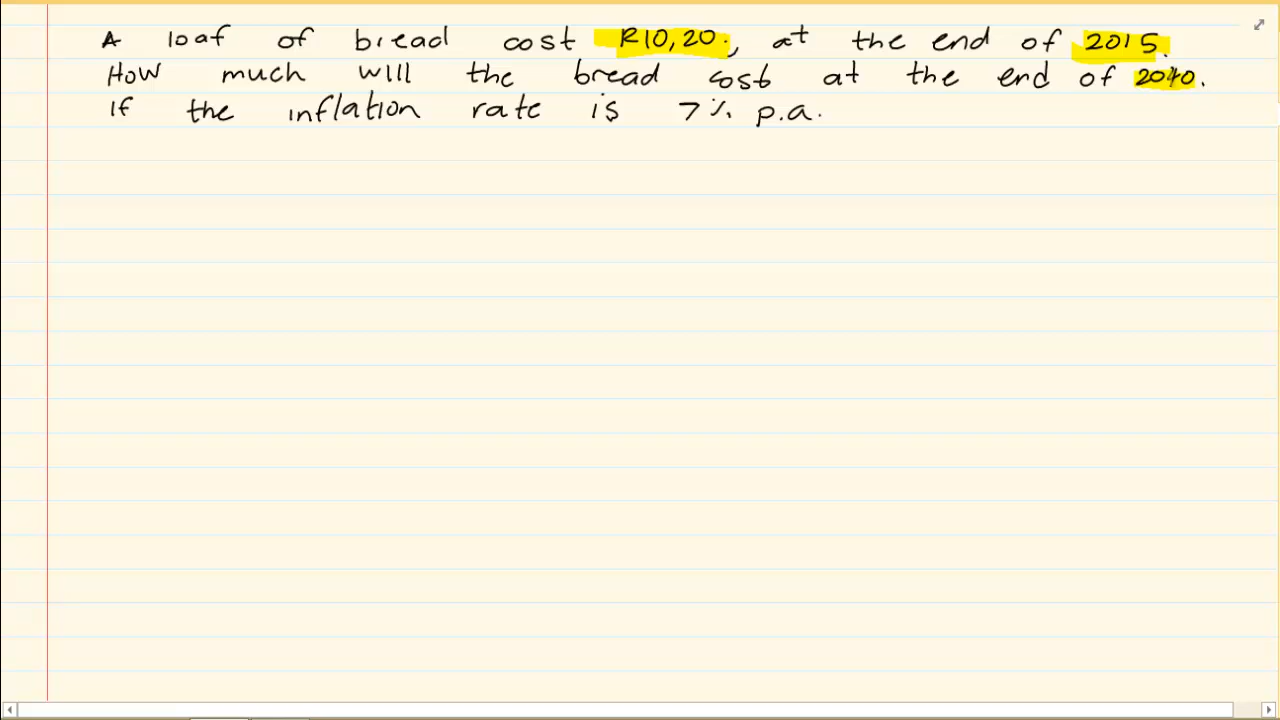 A loaf of bread cost R10,20., at the end of 2015.
How much will the bread cost at the end of 2040.
If the inflation rate is 7% p.a.